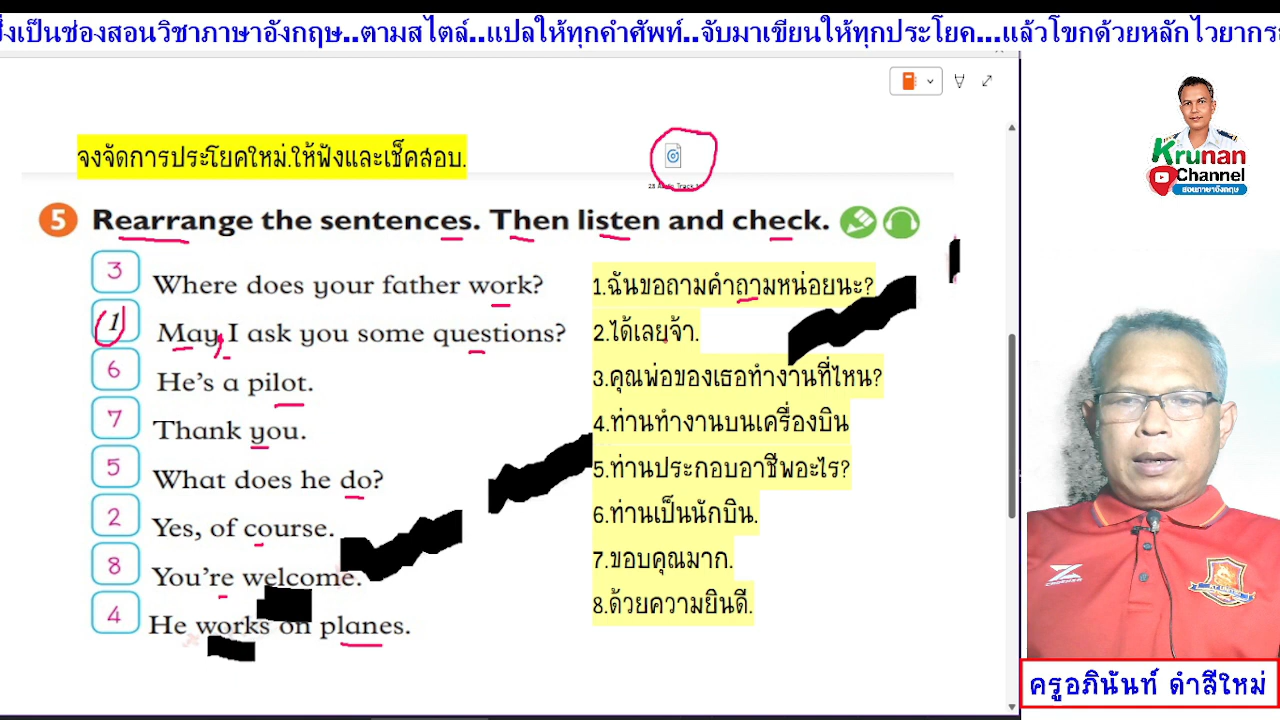 ซึ่งเป็นช่องสอนวิชาภาษาอังกฤษ..ตามสไตล์..แปลให้ทุกคำศัพท์..จับมาเขียนให้ทุกประโยค...แล้วโขกด้วยหลักไวยากร
Krunan
Channel
สอนภาษาอังกฤษ
จงจัดการประโยคใหม่.ให้ฟังและเช็คสอบ.
5 Rearrange the sentences. Then listen and check.
3 Where does your father work?
1 May I ask you some questions?
6 He's a pilot.
7 Thank you.
5 What does he do?
2 Yes, of course.
8 You're welcome.
4 He works on planes.
1.ฉันขอถามคำถามหน่อยนะ?
2.ได้เลยจ้า.
3.คุณพ่อของเธอทำงานที่ไหน?
4.ท่านทำงานบนเครื่องบิน
5.ท่านประกอบอาชีพอะไร?
6.ท่านเป็นนักบิน.
7.ขอบคุณมาก.
8.ด้วยความยินดี.
ครูอภินันท์ ดำสีใหม่